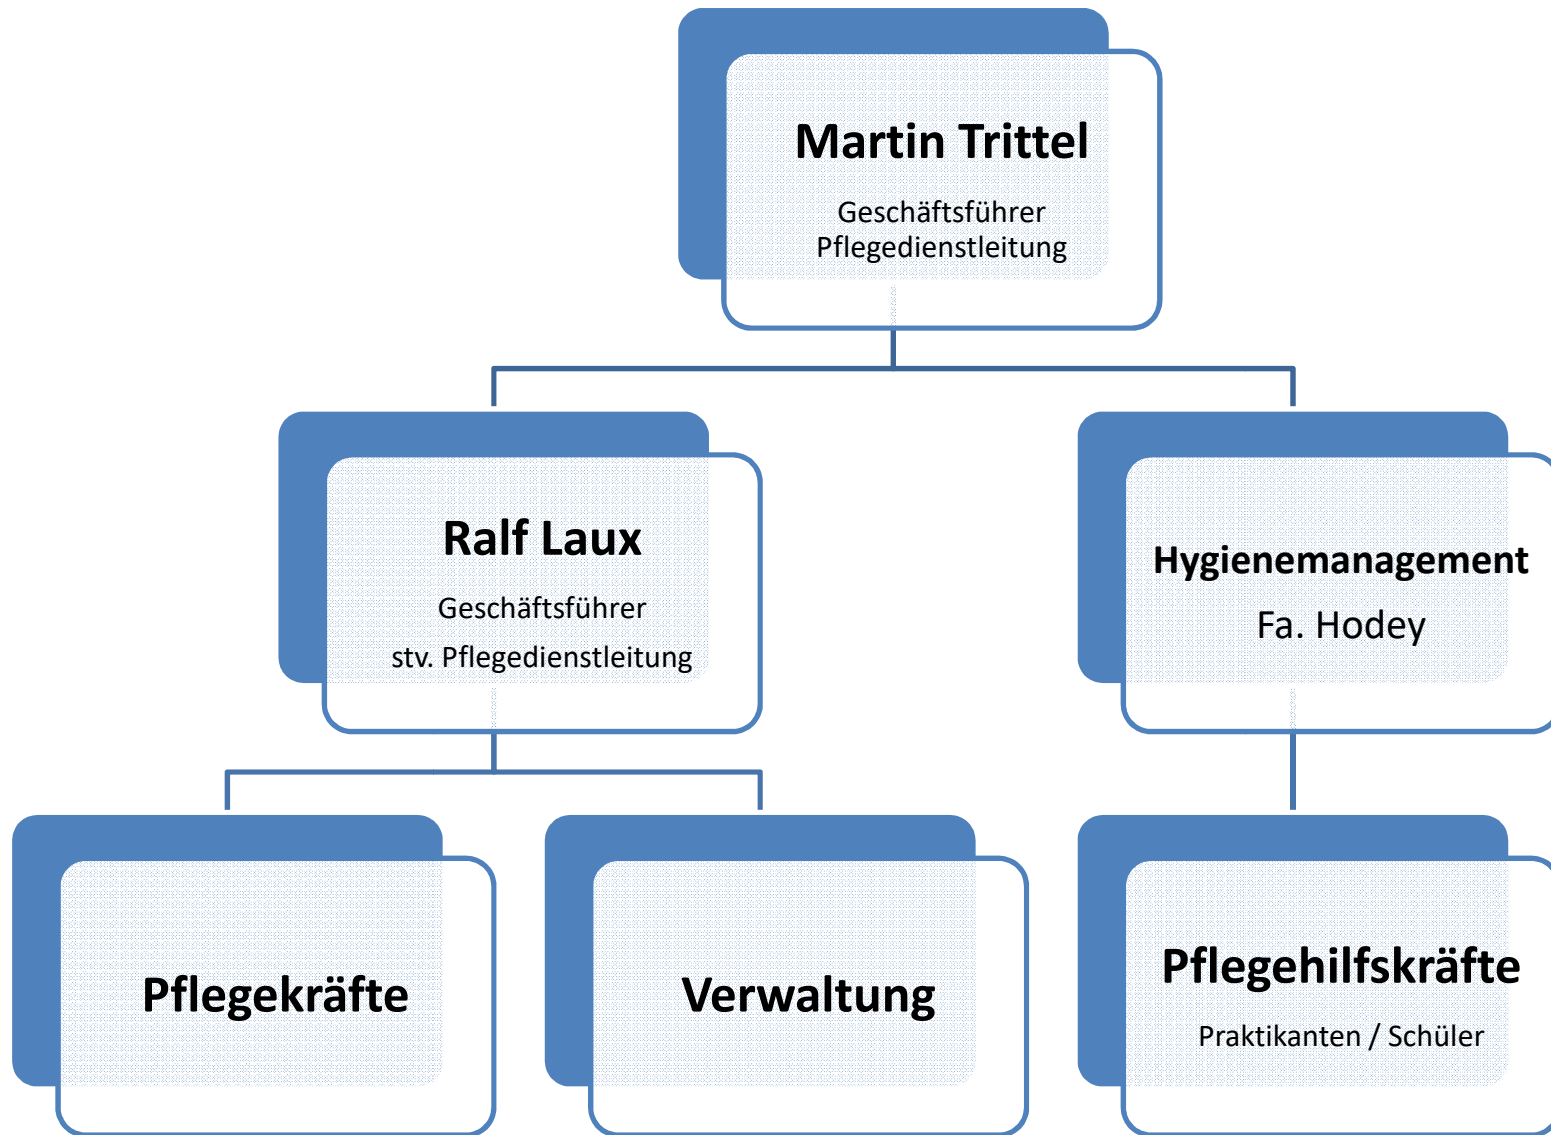 Martin Trittel
Geschäftsführer
Pflegedienstleitung
Ralf Laux
Geschäftsführer
stv. Pflegedienstleitung
Hygienemanagement
Fa. Hodey
Pflegekräfte
Verwaltung
Pflegehilfskräfte
Praktikanten / Schüler